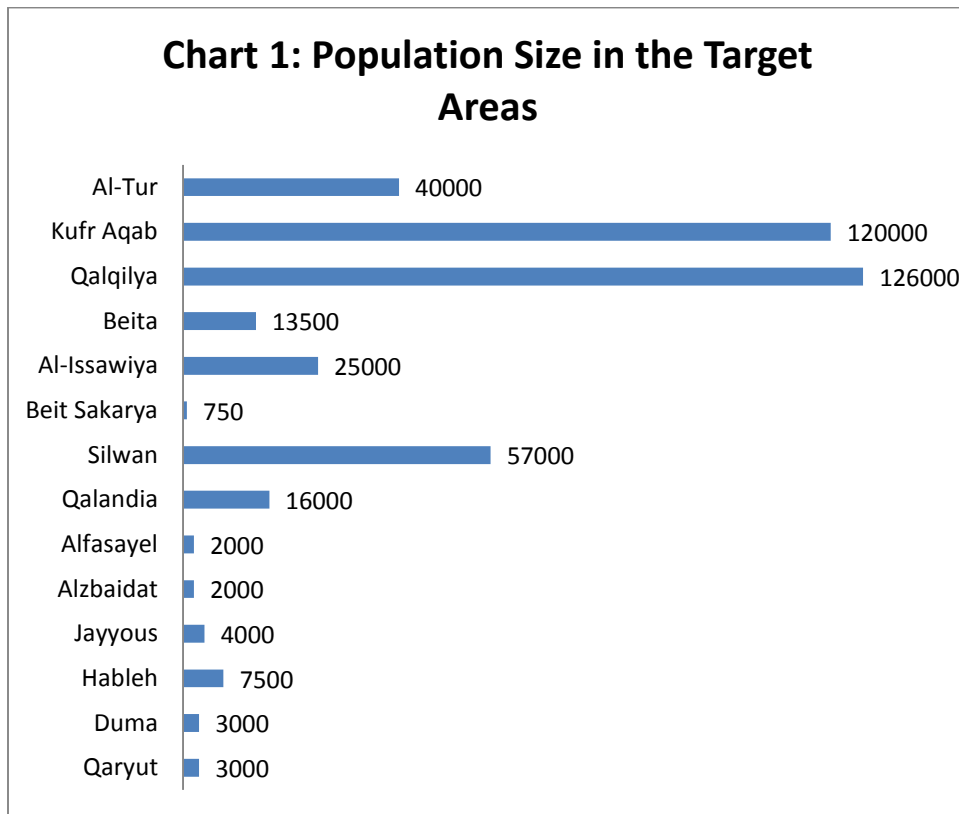 Chart 1: Population Size in the Target
Areas
Al-Tur 40000
Kufr Aqab 120000
Qalqilya 126000
Beita 13500
Al-Issawiya 25000
Beit Sakarya 750
Silwan 57000
Qalandia 16000
Alfasayel 2000
Alzbaidat 2000
Jayyous 4000
Hableh 7500
Duma 3000
Qaryut 3000